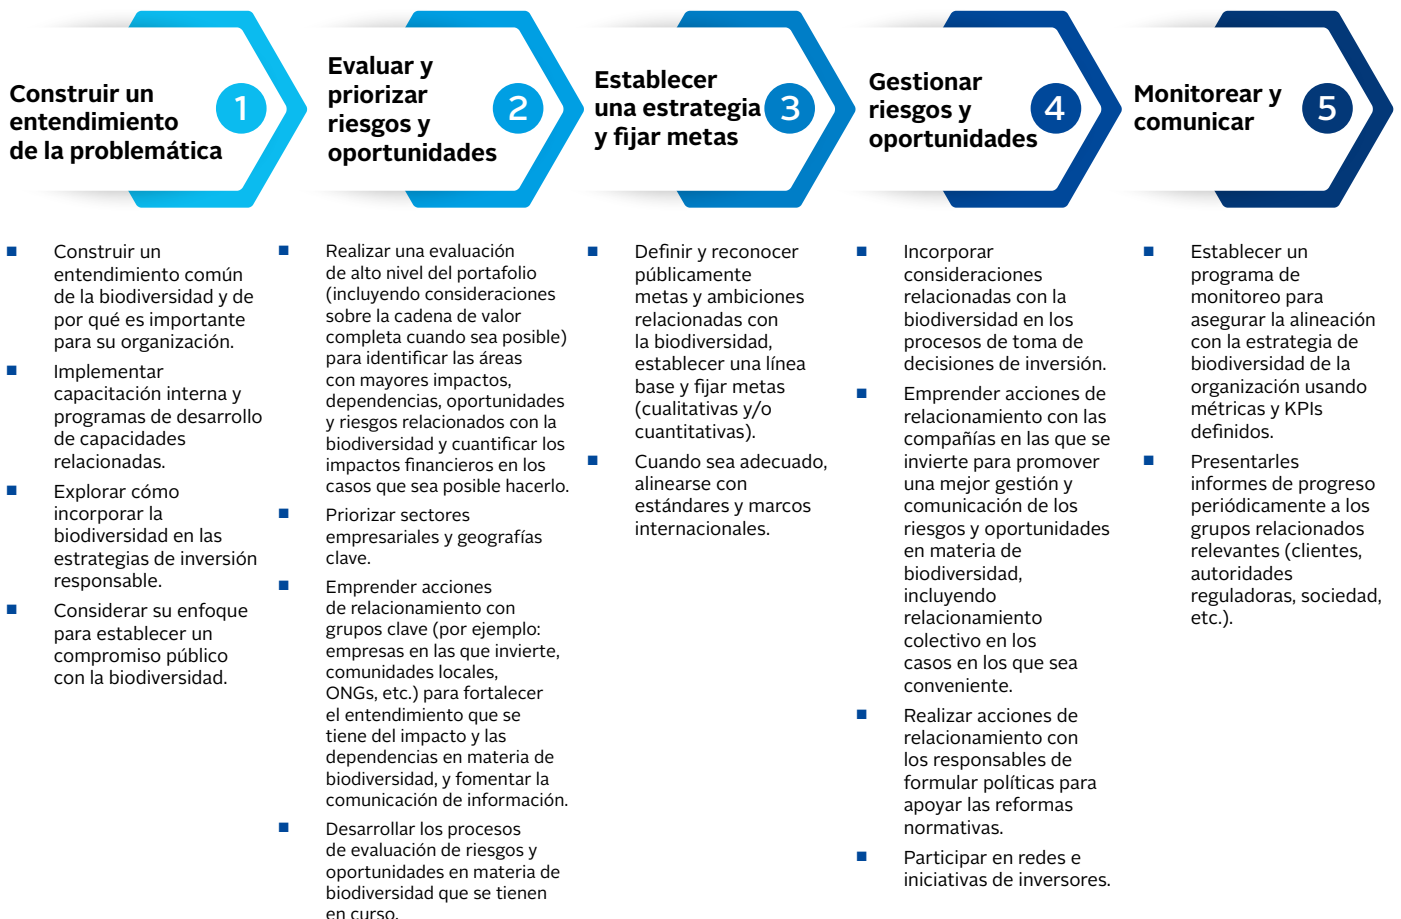 Construir un
entendimiento
de la problemática
1
Evaluar y
priorizar
riesgos y
oportunidades
2
Establecer
una estrategia
y fijar metas
3
Gestionar
riesgos y
oportunidades
4
Monitorear y
comunicar
5
■ Construir un
entendimiento común
de la biodiversidad y de
por qué es importante
para su organización.
■ Implementar
capacitación interna y
programas de desarrollo
de capacidades
relacionadas.
■ Explorar cómo
incorporar la
biodiversidad en las
estrategias de inversión
responsable.
■ Considerar su enfoque
para establecer un
compromiso público
con la biodiversidad.
■ Realizar una evaluación
de alto nivel del portafolio
(incluyendo consideraciones
sobre la cadena de valor
completa cuando sea posible)
para identificar las áreas
con mayores impactos,
dependencias, oportunidades
y riesgos relacionados con la
biodiversidad y cuantificar los
impactos financieros en los
casos que sea posible hacerlo.
■ Priorizar sectores
empresariales y geografías
clave.
■ Emprender acciones
de relacionamiento con
grupos clave (por ejemplo:
empresas en las que invierte,
comunidades locales,
ONGs, etc.) para fortalecer
el entendimiento que se
tiene del impacto y las
dependencias en materia de
biodiversidad, y fomentar la
comunicación de información.
■ Desarrollar los procesos
de evaluación de riesgos y
oportunidades en materia de
biodiversidad que se tienen
en curso.
■ Definir y reconocer
públicamente
metas y ambiciones
relacionadas con
la biodiversidad,
establecer una línea
base y fijar metas
(cualitativas y/o
cuantitativas).
■ Cuando sea adecuado,
alinearse con
estándares y marcos
internacionales.
■ Incorporar
consideraciones
relacionadas con la
biodiversidad en los
procesos de toma de
decisiones de inversión.
■ Emprender acciones de
relacionamiento con las
compañías en las que se
invierte para promover
una mejor gestión y
comunicación de los
riesgos y oportunidades
en materia de
biodiversidad,
incluyendo
relacionamiento
colectivo en los
casos en los que sea
conveniente.
■ Realizar acciones de
relacionamiento con
los responsables de
formular políticas para
apoyar las reformas
normativas.
■ Participar en redes e
iniciativas de inversores.
■ Establecer un
programa de
monitoreo para
asegurar la alineación
con la estrategia de
biodiversidad de la
organización usando
métricas y KPIs
definidos.
■ Presentarles
informes de progreso
periódicamente a los
grupos relacionados
relevantes (clientes,
autoridades
reguladoras, sociedad,
etc.).